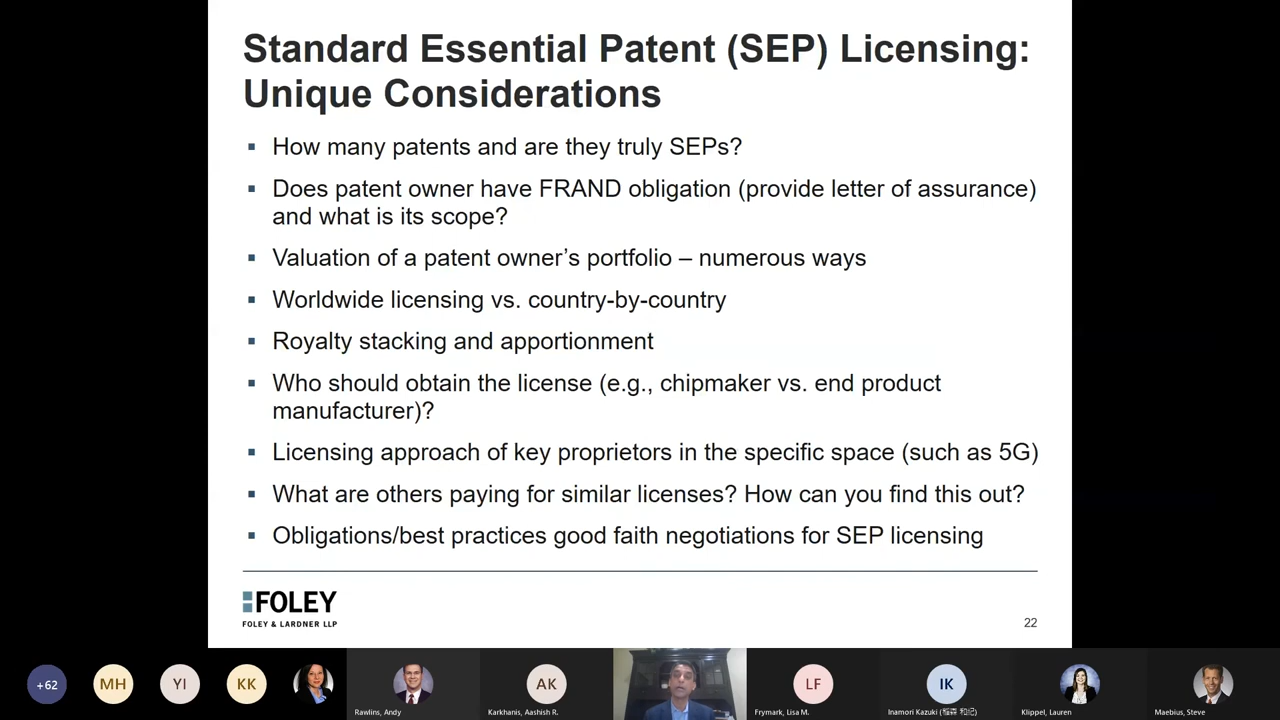 Standard Essential Patent (SEP) Licensing:
Unique Considerations
▪ How many patents and are they truly SEPs?
▪ Does patent owner have FRAND obligation (provide letter of assurance)
and what is its scope?
▪ Valuation of a patent owner’s portfolio – numerous ways
▪ Worldwide licensing vs. country-by-country
▪ Royalty stacking and apportionment
▪ Who should obtain the license (e.g., chipmaker vs. end product
manufacturer)?
▪ Licensing approach of key proprietors in the specific space (such as 5G)
▪ What are others paying for similar licenses? How can you find this out?
▪ Obligations/best practices good faith negotiations for SEP licensing
FOLEY
FOLEY & LARDNER LLP
22
+62
MH
YI
KK
AK
LF
IK
Rawlins, Andy
Karkhanis, Aashish R.
Frymark, Lisa M.
Inamori Kazuki
Klippel, Lauren
Maebius, Steve